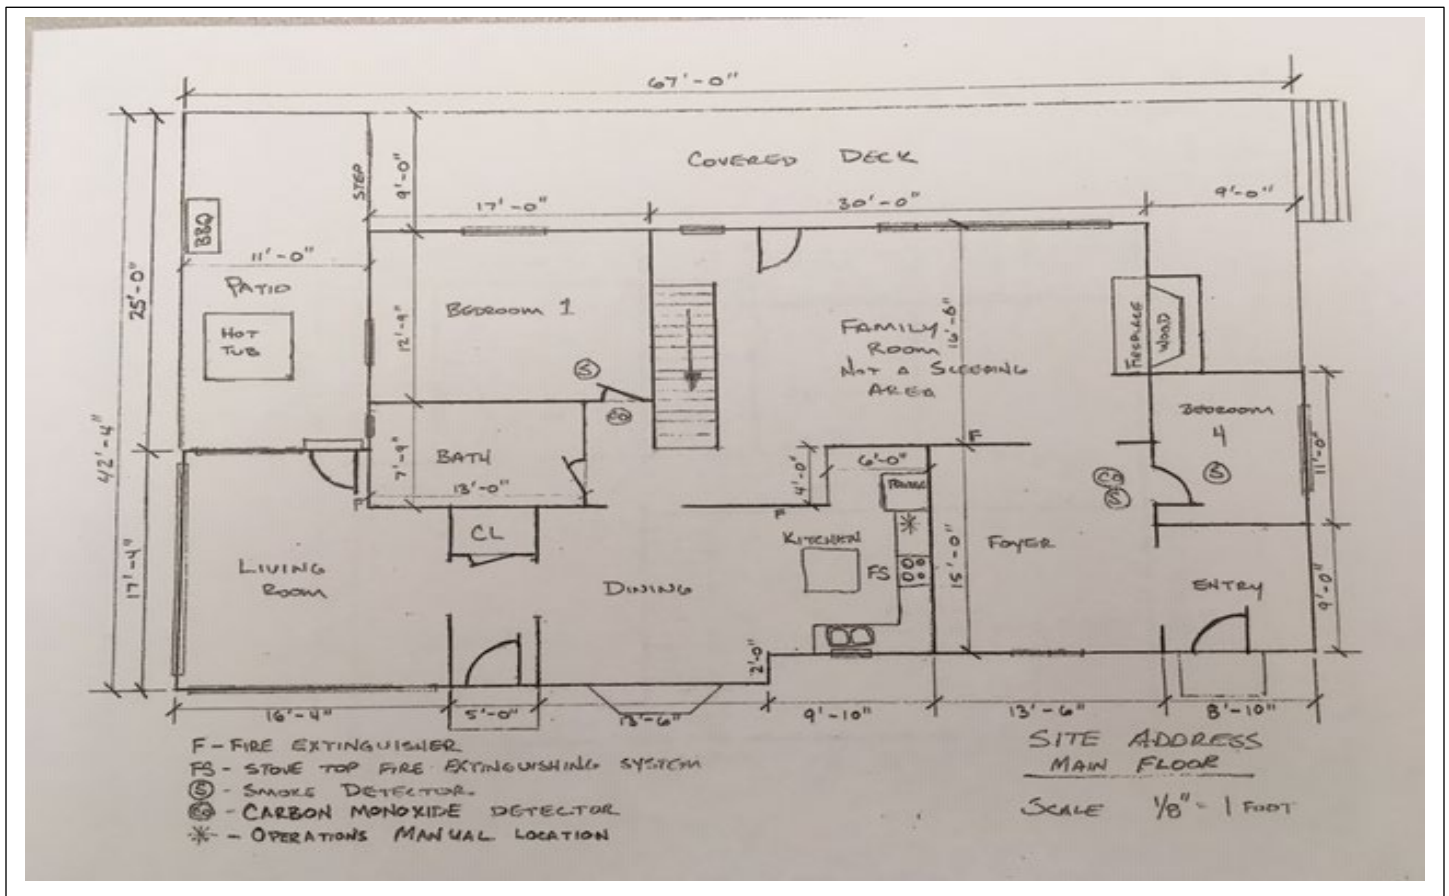 67'-0"
COVERED DECK
STEP
9'-0"
17'-0"
30'-0"
9'-0"
BBQ
11'-0"
PATIO
25'-0"
HOT
TUB
BEDROOM 1
12'-9"
S
CO
FAMILY
ROOM
NOT A SLEEPING
AREA
16'-8"
FIREPLACE
WOOD
BEDROOM
4
S
11'-0"
42'-4"
BATH
7'-9"
13'-0"
F
4'-0"
6'-0"
F
F
CO
S
CL
KITCHEN
FS
FOYER
15'-0"
LIVING
ROOM
17'-4"
DINING
ENTRY
9'-0"
2'-0"
16'-4"
5'-0"
13'-6"
9'-10"
13'-6"
8'-10"
F - FIRE EXTINGUISHER
FS - STOVE TOP FIRE EXTINGUISHING SYSTEM
S - SMOKE DETECTOR.
CO - CARBON MONOXIDE DETECTOR
✳ - OPERATIONS MANUAL LOCATION
SITE ADDRESS
MAIN FLOOR
SCALE 1/8" = 1 FOOT